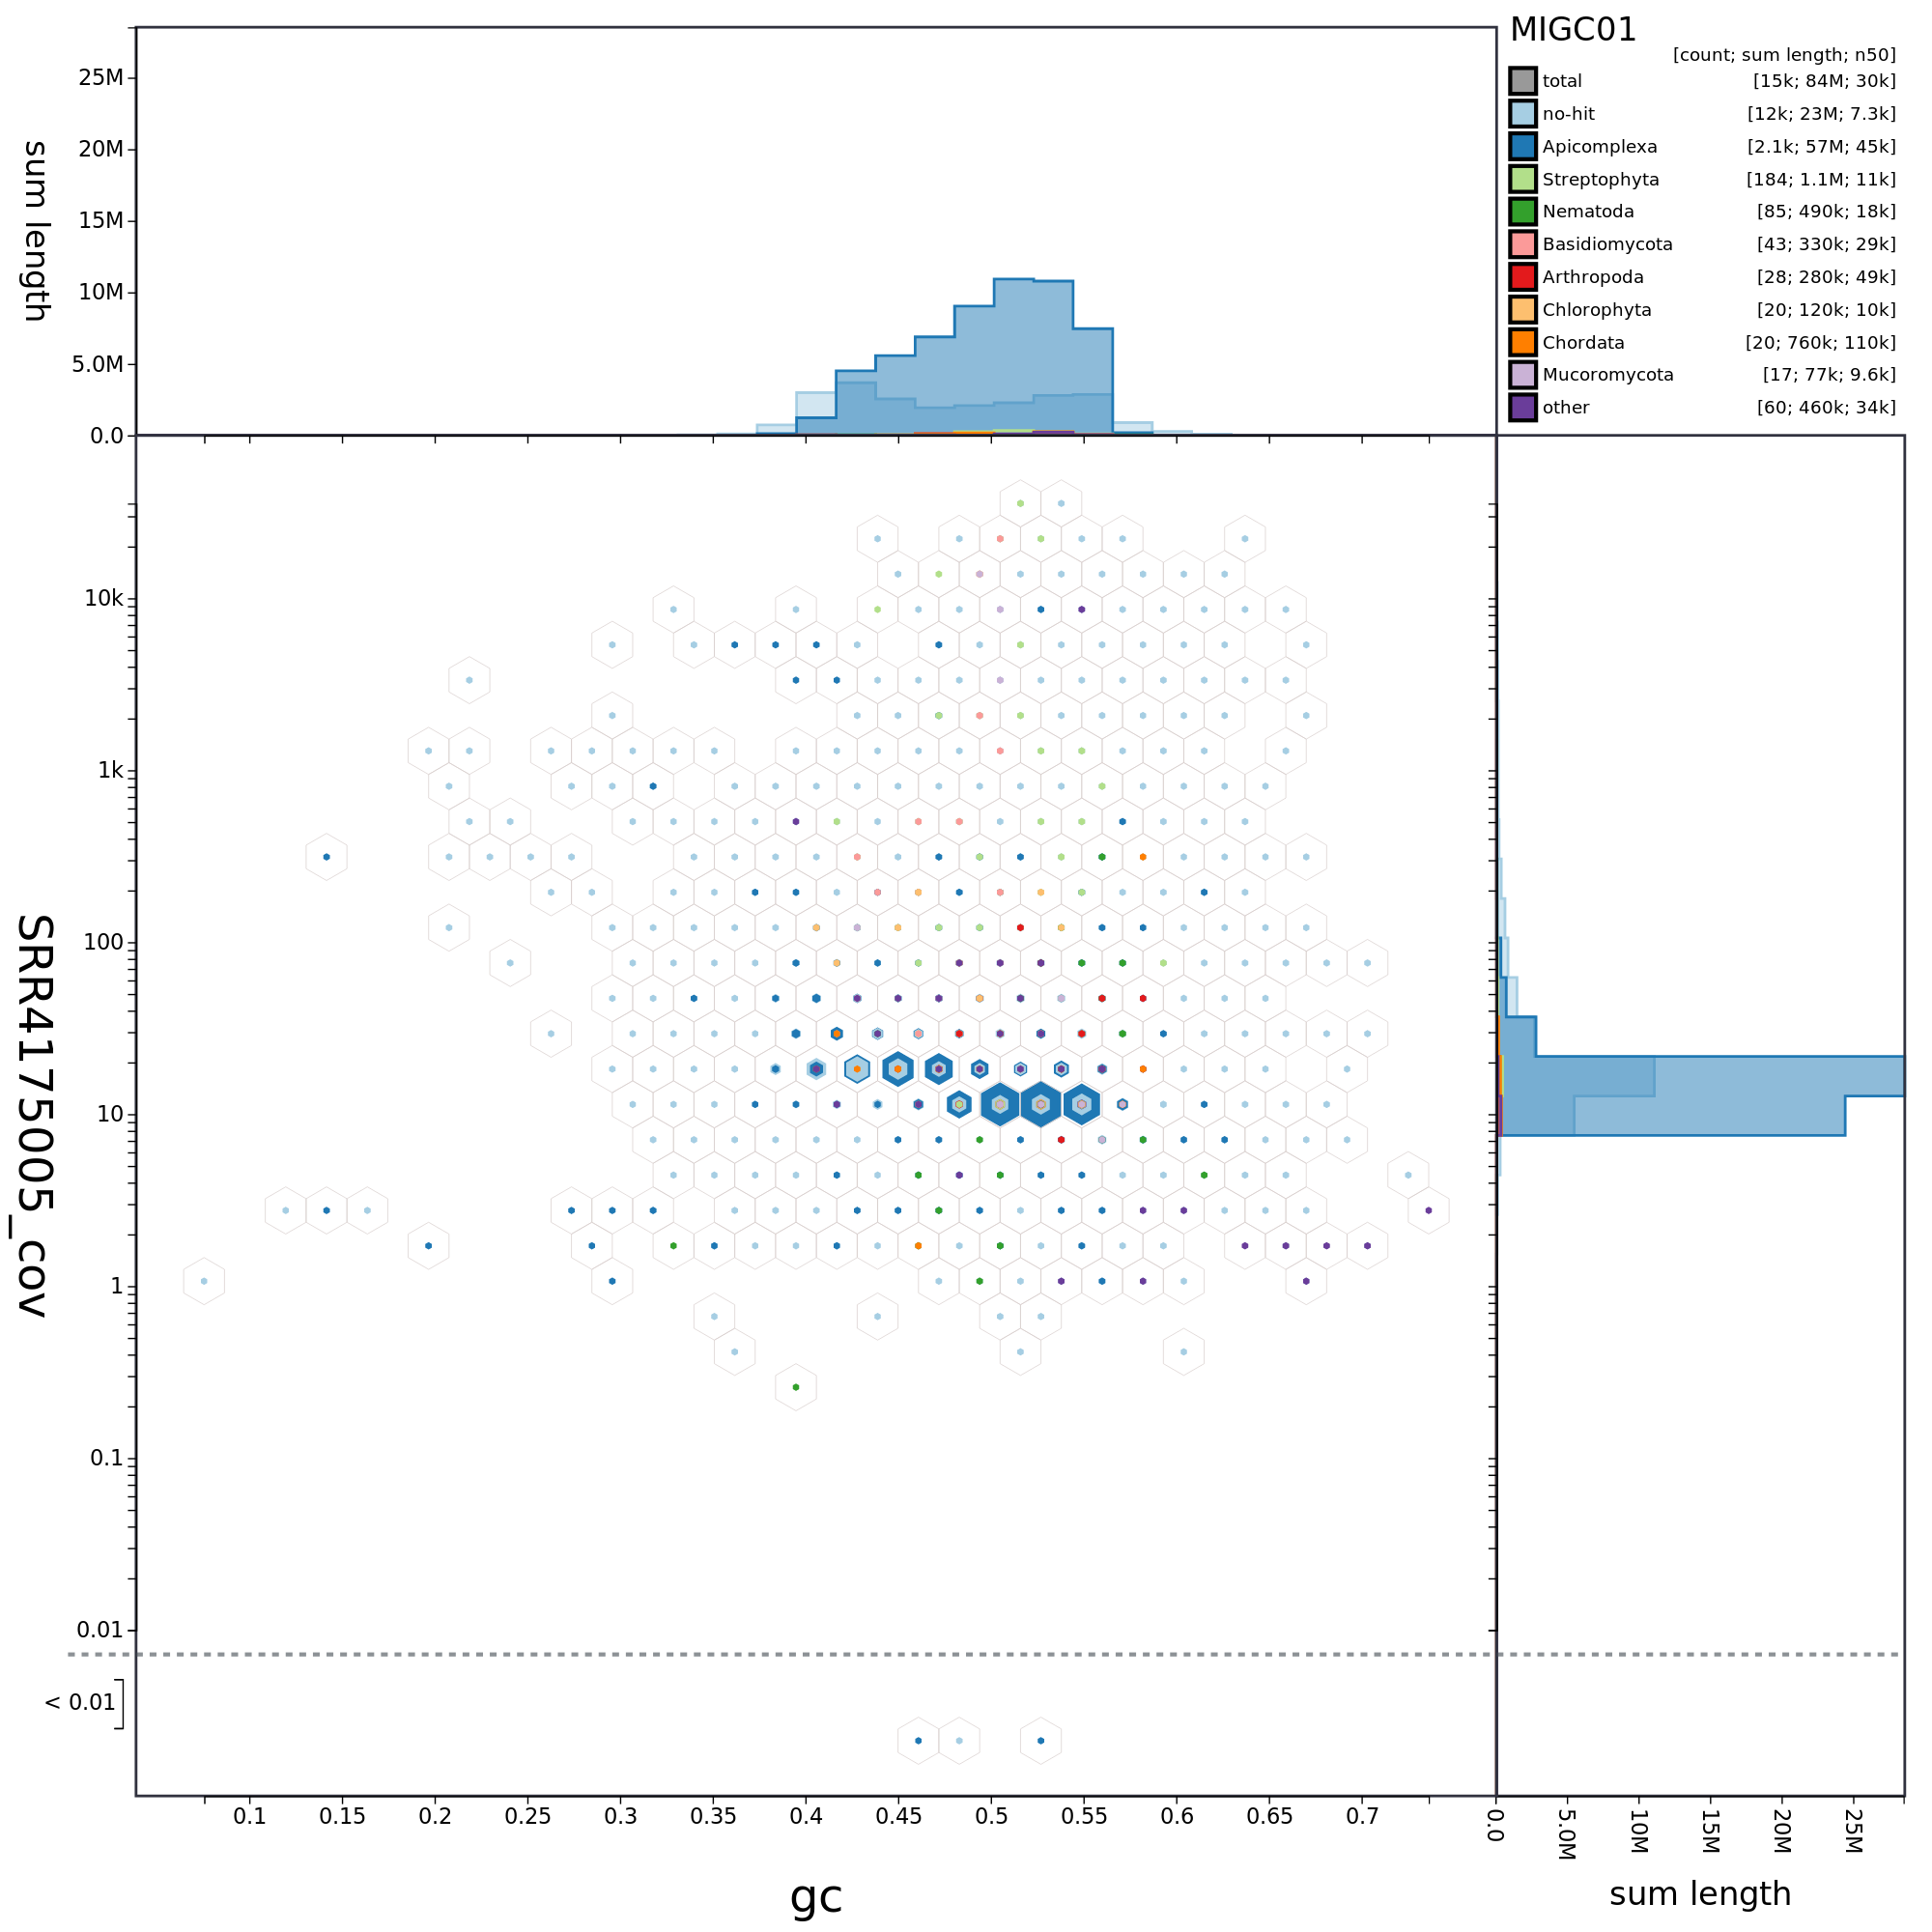 MIGC01
[count; sum length; n50]
total [15k; 84M; 30k]
no-hit [12k; 23M; 7.3k]
Apicomplexa [2.1k; 57M; 45k]
Streptophyta [184; 1.1M; 11k]
Nematoda [85; 490k; 18k]
Basidiomycota [43; 330k; 29k]
Arthropoda [28; 280k; 49k]
Chlorophyta [20; 120k; 10k]
Chordata [20; 760k; 110k]
Mucoromycota [17; 77k; 9.6k]
other [60; 460k; 34k]
sum length
25M
20M
15M
10M
5.0M
0.0
SRR4175005_cov
10k
1k
100
10
1
0.1
0.01
< 0.01
0.1 0.15 0.2 0.25 0.3 0.35 0.4 0.45 0.5 0.55 0.6 0.65 0.7
gc
0.0 5.0M 10M 15M 20M 25M
sum length